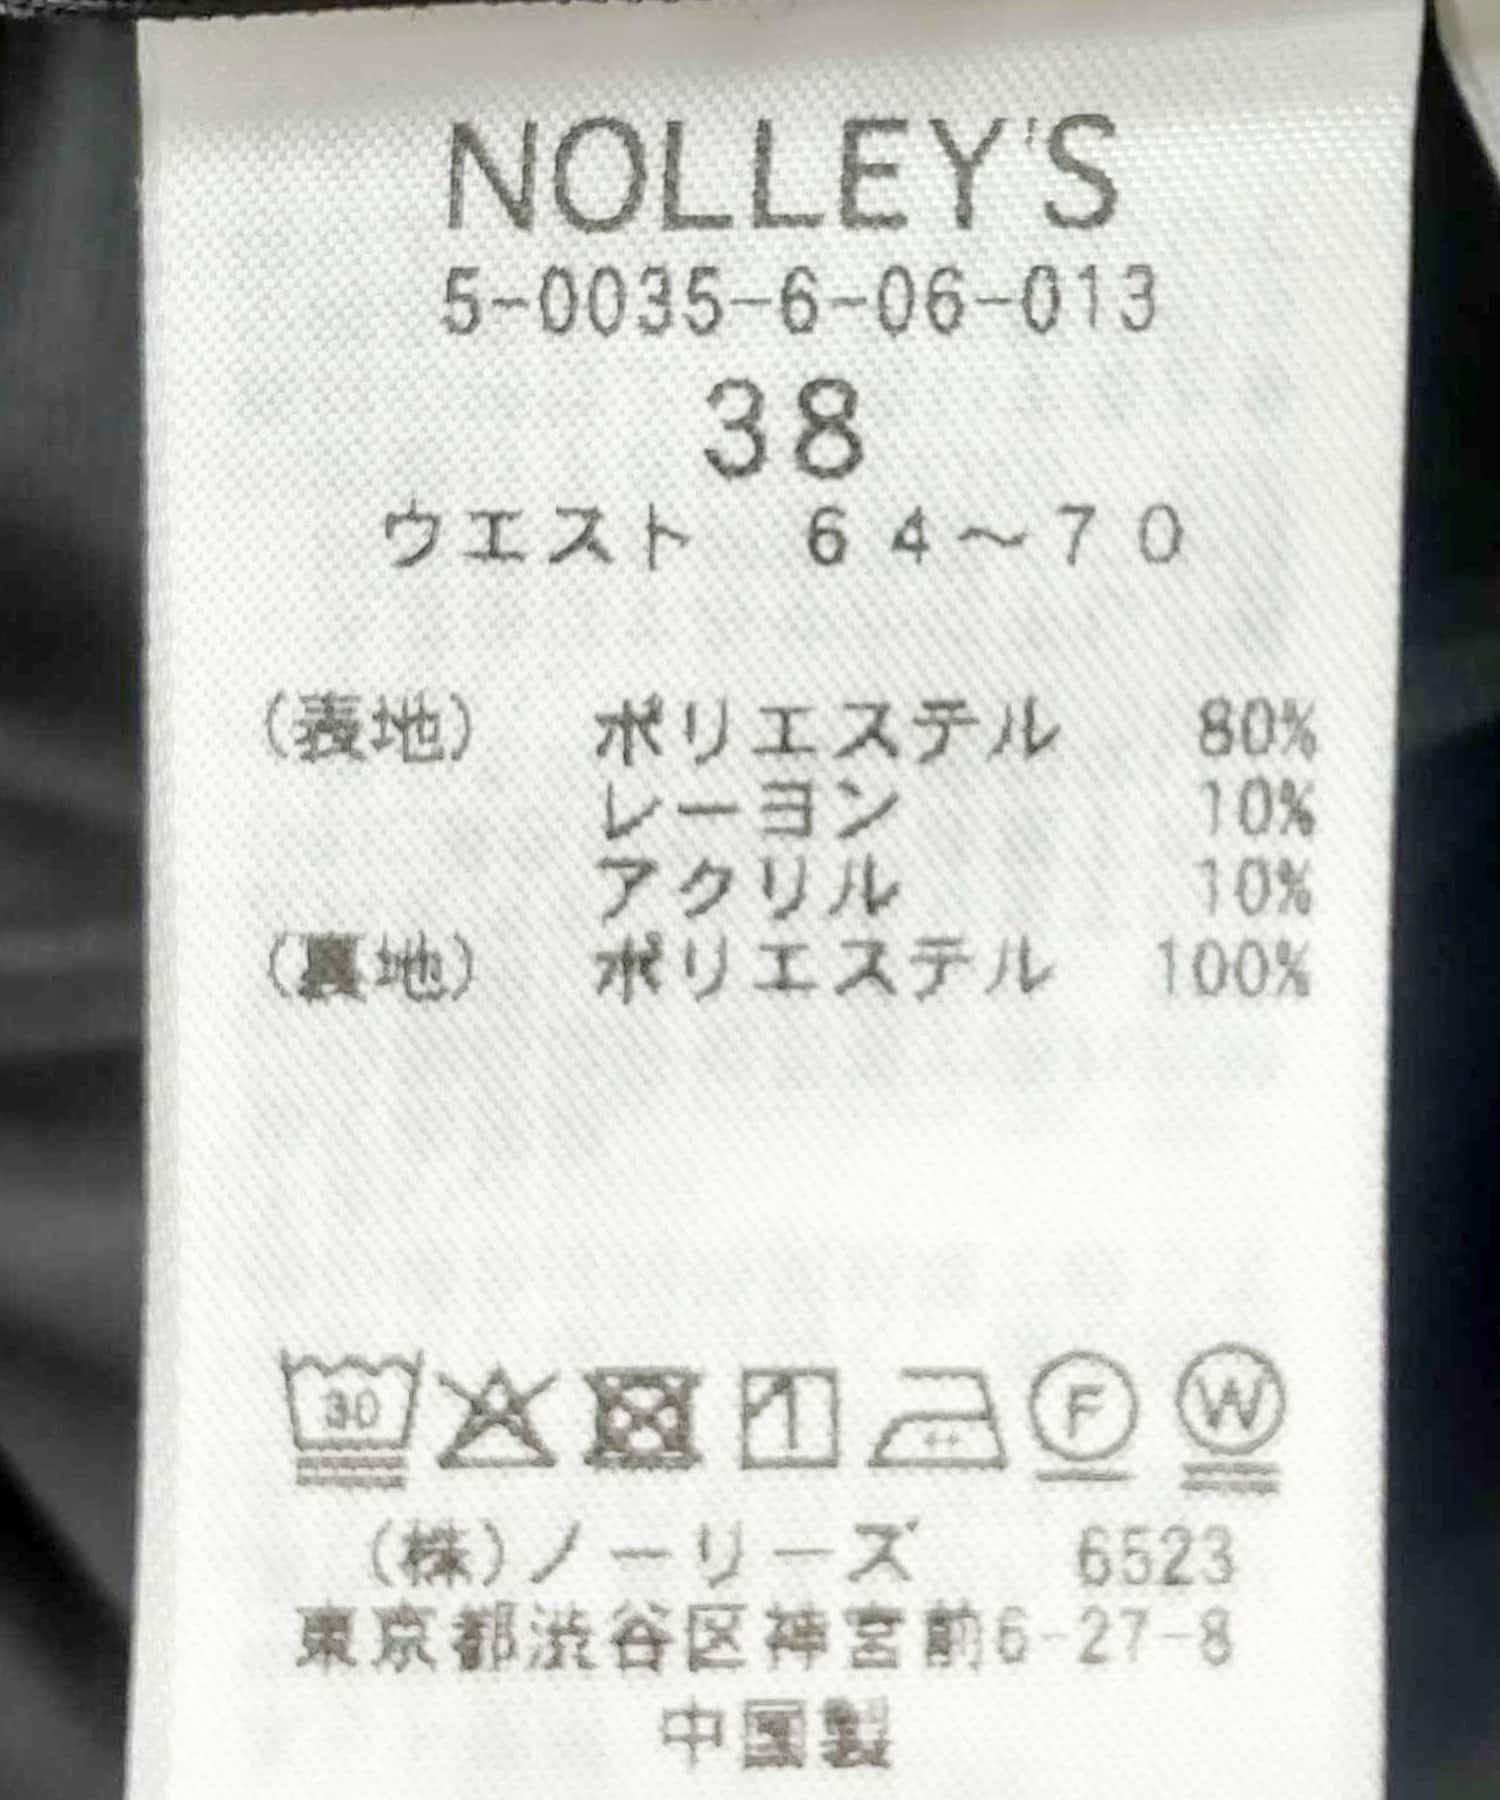 NOLLEY'S
5-0035-6-06-013
38
ウエスト 64～70
(表地) ポリエステル 80%
レーヨン 10%
アクリル 10%
(裏地) ポリエステル 100%
30 F W
(株)ノーリーズ 6523
東京都渋谷区神宮前6-27-8
中国製